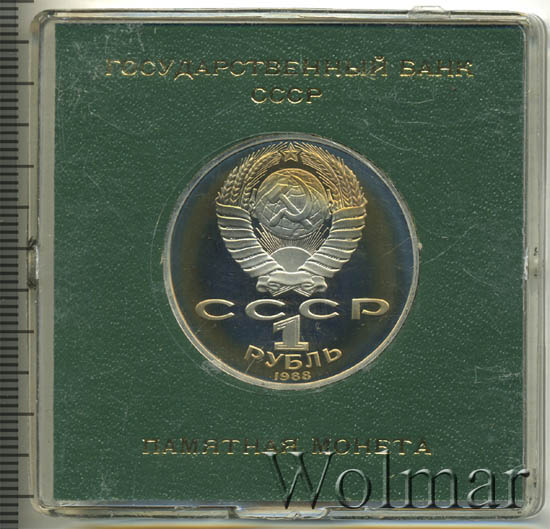 ГОСУДАРСТВЕННЫЙ БАНК
СССР
СССР
1
РУБЛЬ
1988
ПАМЯТНАЯ МОНЕТА
Wolmar